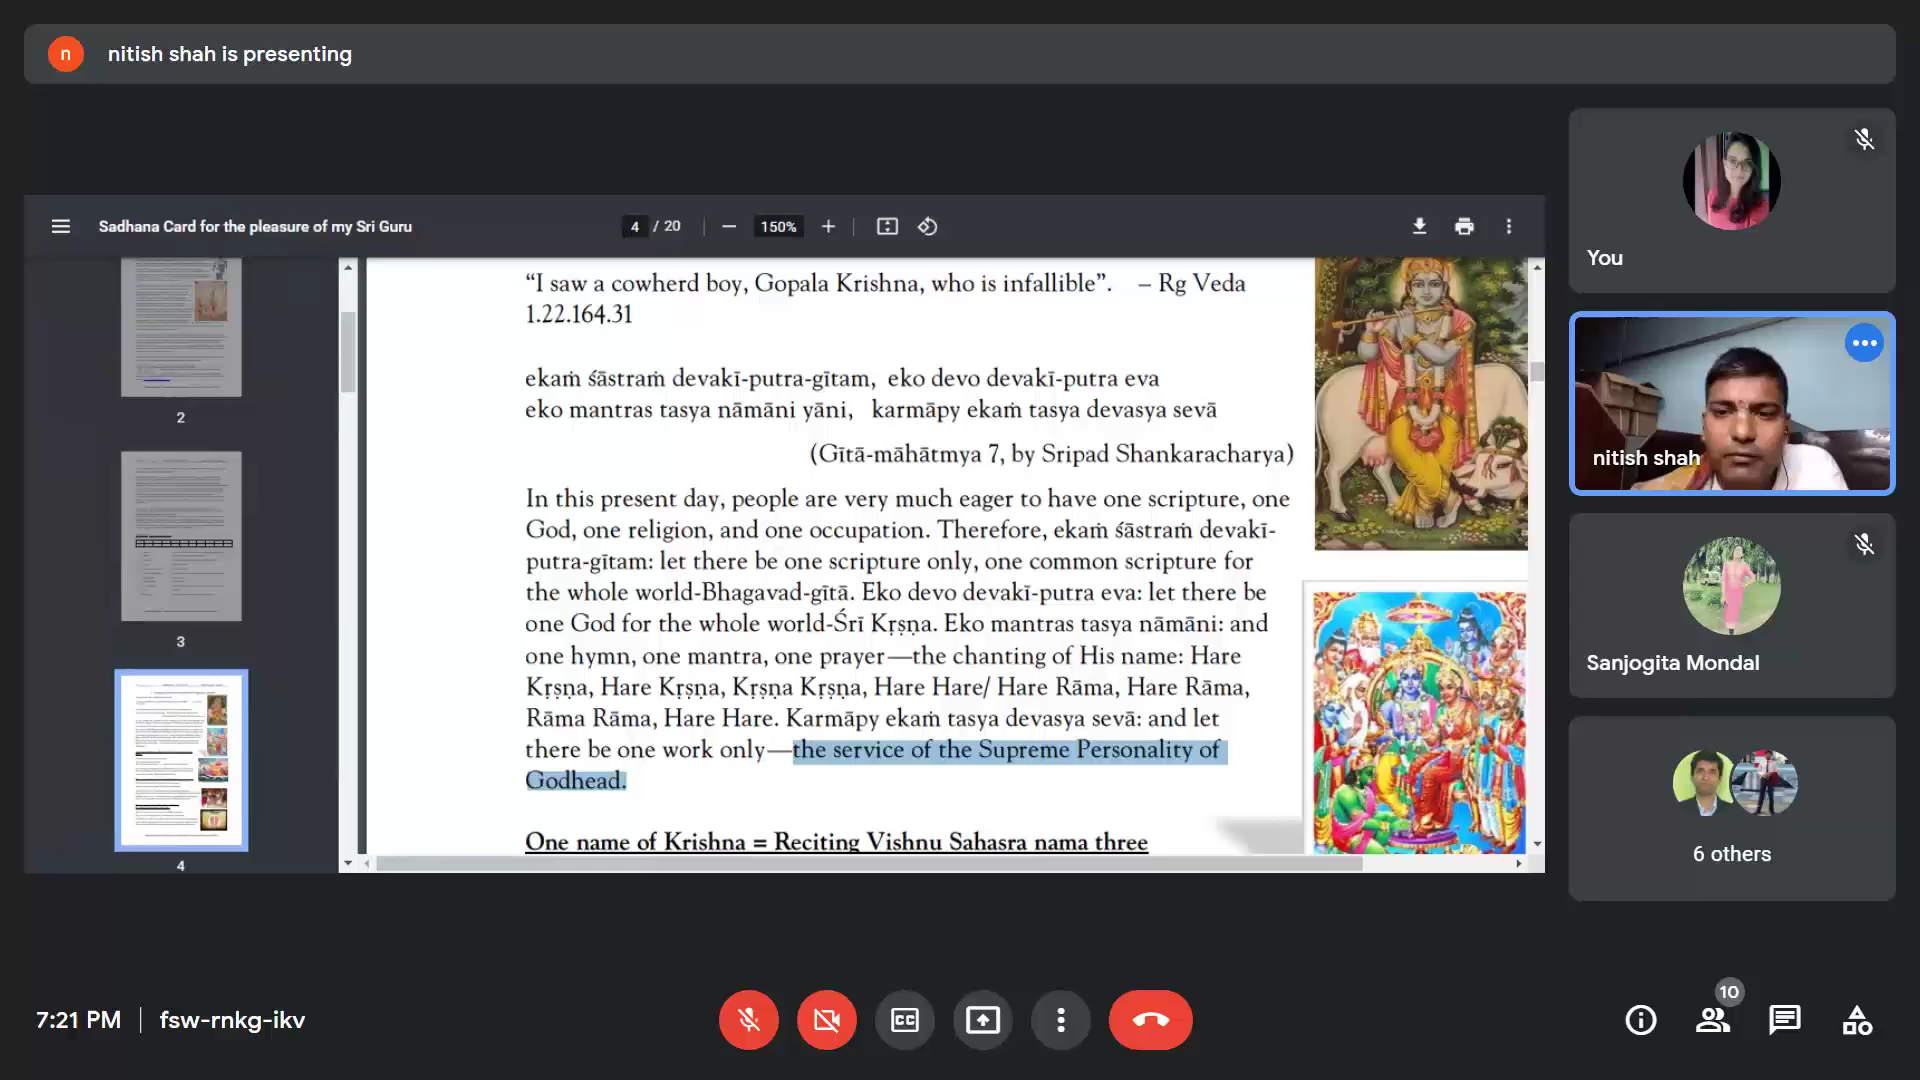 n
nitish shah is presenting
Sadhana Card for the pleasure of my Sri Guru
4 / 20
150%
“I saw a cowherd boy, Gopala Krishna, who is infallible”. – Rg Veda
1.22.164.31
ekaṁ śāstraṁ devakī-putra-gītam, eko devo devakī-putra eva
eko mantras tasya nāmāni yāni, karmāpy ekaṁ tasya devasya sevā
(Gītā-māhātmya 7, by Sripad Shankaracharya)
In this present day, people are very much eager to have one scripture, one
God, one religion, and one occupation. Therefore, ekaṁ śāstraṁ devakī-
putra-gītam: let there be one scripture only, one common scripture for
the whole world-Bhagavad-gītā. Eko devo devakī-putra eva: let there be
one God for the whole world-Śrī Kṛṣṇa. Eko mantras tasya nāmāni: and
one hymn, one mantra, one prayer—the chanting of His name: Hare
Kṛṣṇa, Hare Kṛṣṇa, Kṛṣṇa Kṛṣṇa, Hare Hare/ Hare Rāma, Hare Rāma,
Rāma Rāma, Hare Hare. Karmāpy ekaṁ tasya devasya sevā: and let
there be one work only—the service of the Supreme Personality of
Godhead.
One name of Krishna = Reciting Vishnu Sahasra nama three
2
3
4
You
nitish shah
Sanjogita Mondal
6 others
7:21 PM
fsw-rnkg-ikv
CC
10